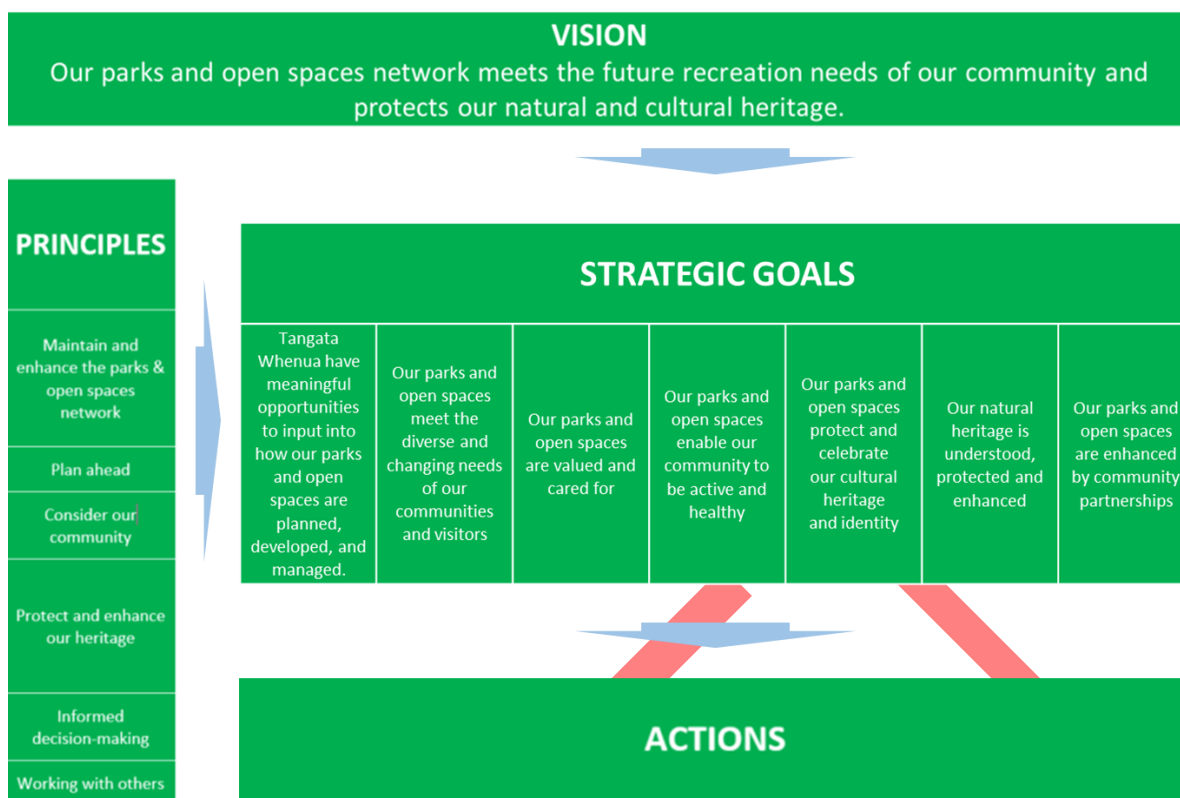 VISION
Our parks and open spaces network meets the future recreation needs of our community and
protects our natural and cultural heritage.
PRINCIPLES
Maintain and
enhance the parks &
open spaces
network
Plan ahead
Consider our
community
Protect and enhance
our heritage
Informed
decision-making
Working with others
STRATEGIC GOALS
Tangata
Whenua have
meaningful
opportunities
to input into
how our parks
and open
spaces are
planned,
developed, and
managed.
Our parks and
open spaces
meet the
diverse and
changing needs
of our
communities
and visitors
Our parks and
open spaces
are valued and
cared for
Our parks and
open spaces
enable our
community to
be active and
healthy
Our parks and
open spaces
protect and
celebrate
our cultural
heritage
and identity
Our natural
heritage is
understood,
protected and
enhanced
Our parks and
open spaces
are enhanced
by community
partnerships
ACTIONS